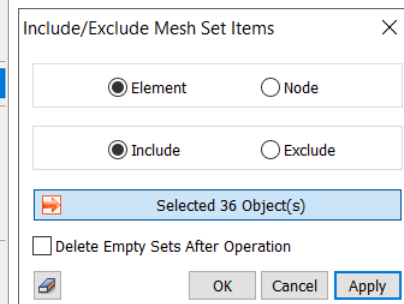 Include/Exclude Mesh Set Items
Element Node
Include Exclude
Selected 36 Object(s)
Delete Empty Sets After Operation
OK Cancel Apply